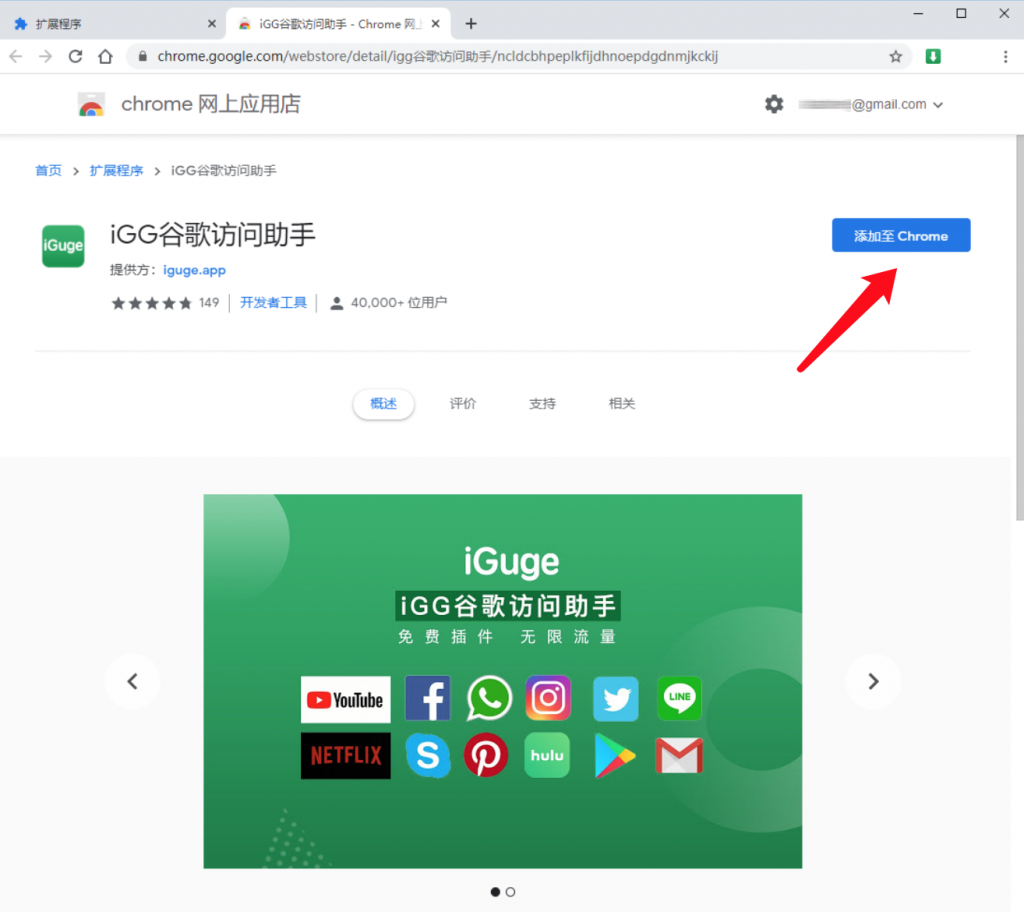 扩展程序
iGG谷歌访问助手 - Chrome 网上
chrome.google.com/webstore/detail/igg谷歌访问助手/ncldcbhpeplkfijdhnoepdgdnmjkckij
chrome 网上应用店
@gmail.com
首页 > 扩展程序 > iGG谷歌访问助手
iGuge
iGG谷歌访问助手
添加至 Chrome
提供方: iguge.app
149 开发者工具 40,000+ 位用户
概述 评价 支持 相关
iGuge
iGG谷歌访问助手
免费插件 无限流量
YouTube
LINE
NETFLIX
hulu